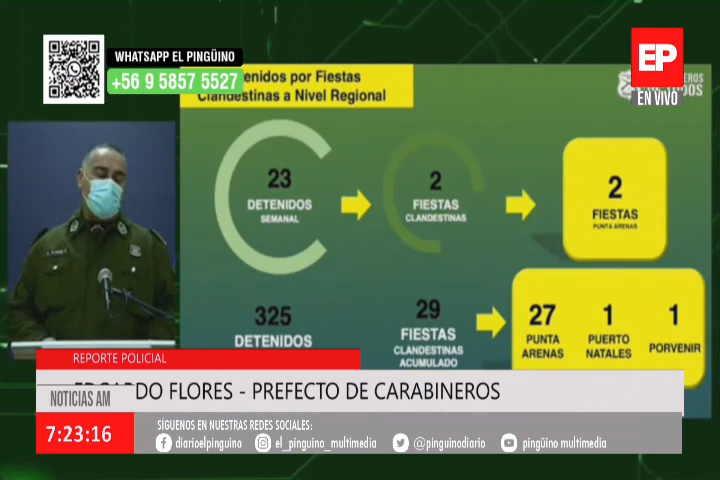 WHATSAPP EL PINGÜINO
+56 9 5857 5527
EP
EN VIVO
por Fiestas
Clandestinas a Nivel Regional
23
DETENIDOS
SEMANAL
2
FIESTAS
CLANDESTINAS
2
FIESTAS
PUNTA ARENAS
325
DETENIDOS
29
FIESTAS
CLANDESTINAS
ACUMULADO
27
PUNTA
ARENAS
1
PUERTO
NATALES
1
PORVENIR
REPORTE POLICIAL
FLORES - PREFECTO DE CARABINEROS
NOTICIAS AM
7:23:16
SÍGUENOS EN NUESTRAS REDES SOCIALES:
diarioelpinguino
el_pinguino_multimedia
@pinguinodiario
pingüino multimedia